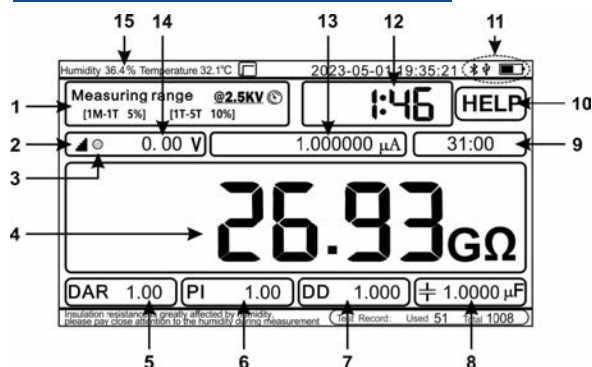 15 14 13 12 11
Humidity 36.4% Temperature 32.1℃ 2023-05-01 19:35:21
Measuring range @2.5KV
[1M-1T 5%] [1T-5T 10%]
1:46
HELP
1 10
2 0.00 V 1.000000 µA 31:00 9
3
4 26.93GΩ
DAR 1.00 PI 1.00 DD 1.000 1.0000 µF
Insulation resistance is greatly affected by humidity,
please pay close attention to the humidity during measurement
Test Record: Used 51 Total 1008
5 6 7 8